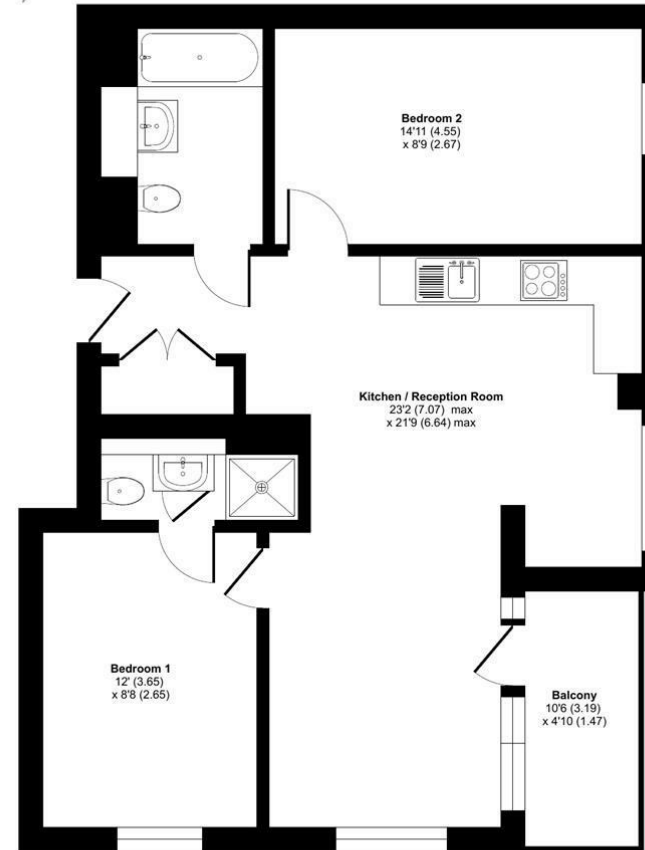 Bedroom 2
14'11 (4.55)
x 8'9 (2.67)
Kitchen / Reception Room
23'2 (7.07) max
x 21'9 (6.64) max
Bedroom 1
12' (3.65)
x 8'8 (2.65)
Balcony
10'6 (3.19)
x 4'10 (1.47)